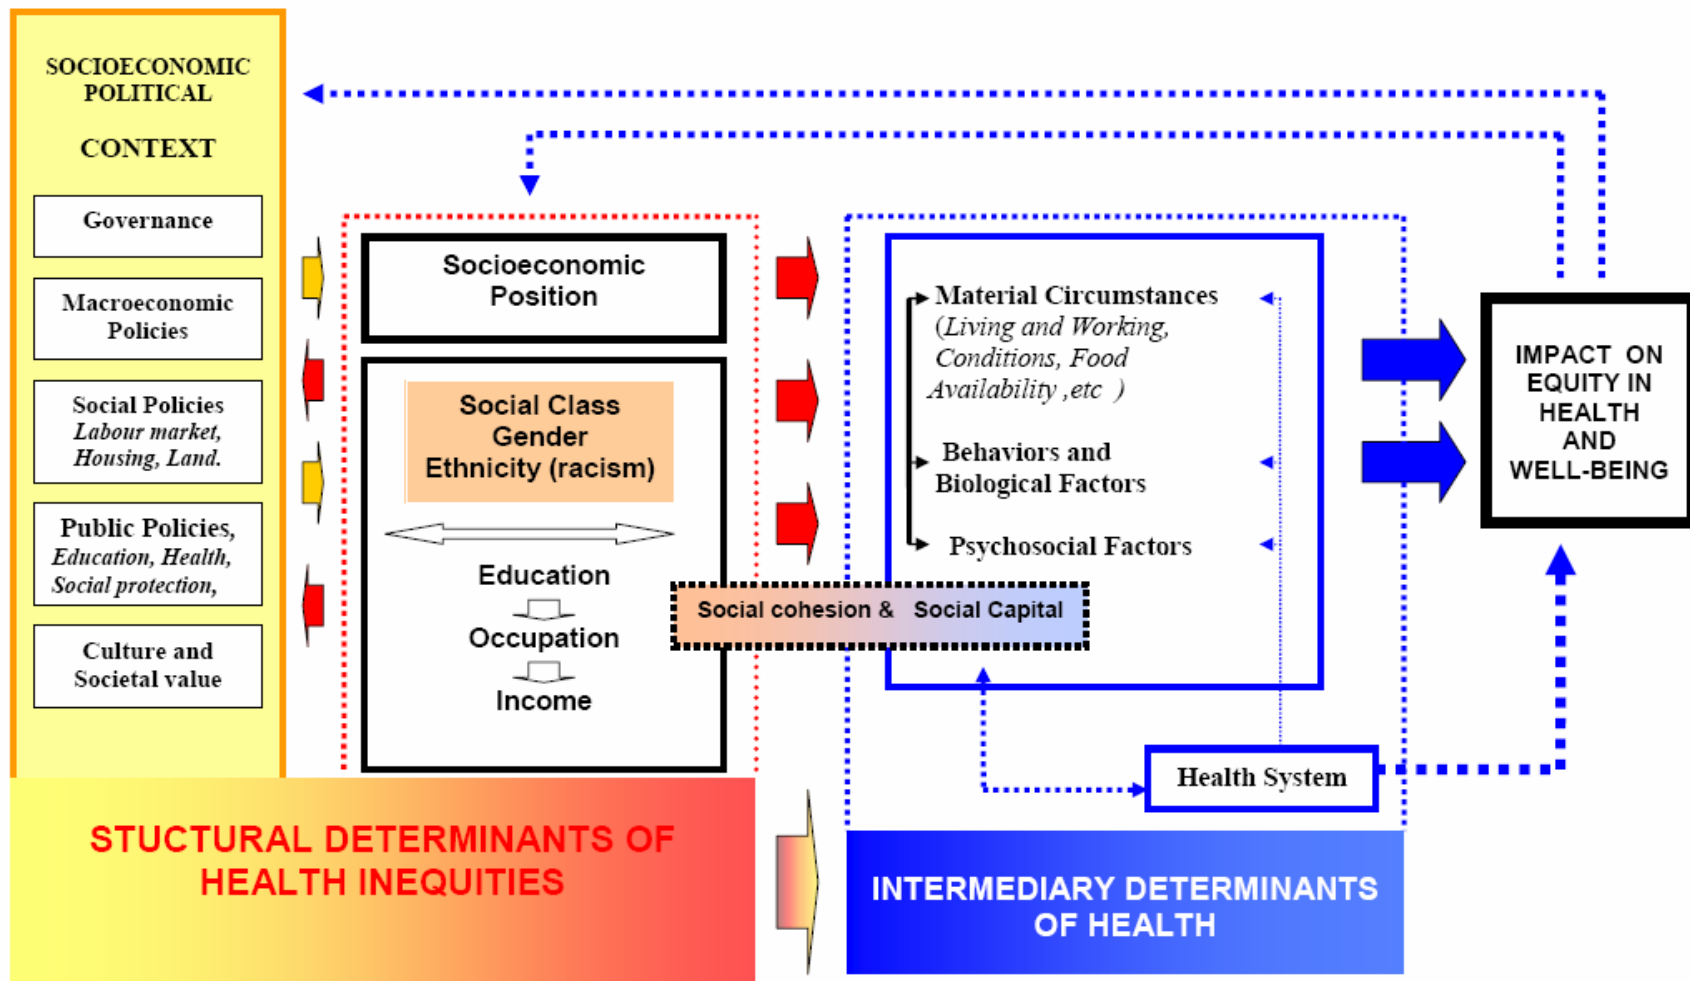 SOCIOECONOMIC
POLITICAL
CONTEXT
Governance
Macroeconomic
Policies
Social Policies
Labour market,
Housing, Land.
Public Policies,
Education, Health,
Social protection,
Culture and
Societal value
Socioeconomic
Position
Social Class
Gender
Ethnicity (racism)
Education
Occupation
Income
Social cohesion & Social Capital
Material Circumstances
(Living and Working,
Conditions, Food
Availability ,etc )
Behaviors and
Biological Factors
Psychosocial Factors
Health System
IMPACT ON
EQUITY IN
HEALTH
AND
WELL-BEING
STUCTURAL DETERMINANTS OF
HEALTH INEQUITIES
INTERMEDIARY DETERMINANTS
OF HEALTH